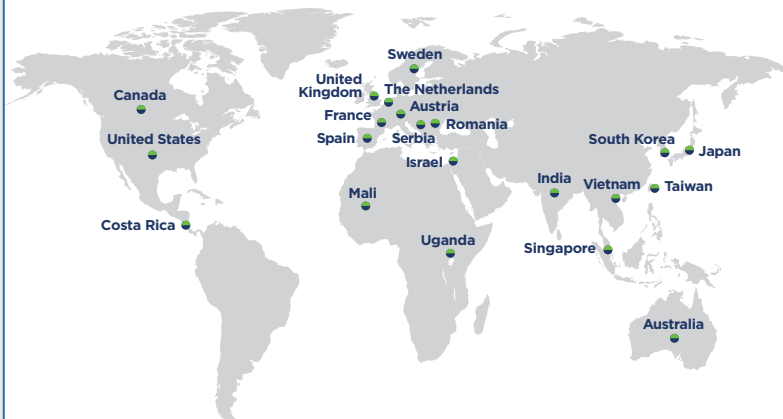 Sweden
United
Kingdom
The Netherlands
Canada
Austria
France
Romania
United States
Spain
Serbia
South Korea
Japan
Israel
India
Vietnam
Taiwan
Mali
Costa Rica
Uganda
Singapore
Australia